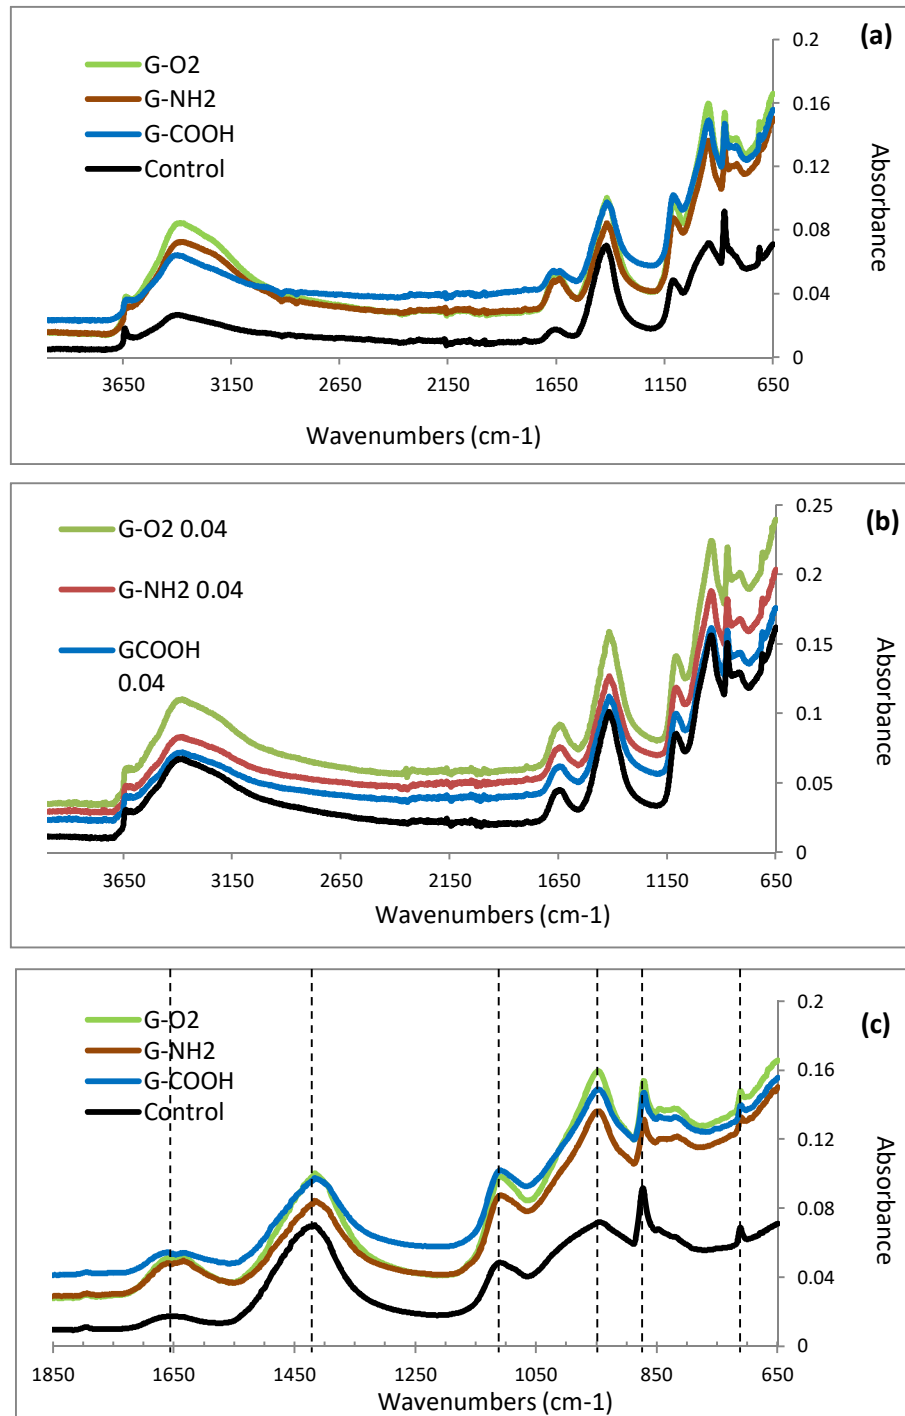 (a)
G-O2
G-NH2
G-COOH
Control
0.2
0.16
0.12
0.08
0.04
0
Absorbance
3650 3150 2650 2150 1650 1150 650
Wavenumbers (cm-1)
(b)
G-O2 0.04
G-NH2 0.04
GCOOH
0.04
0.25
0.2
0.15
0.1
0.05
0
Absorbance
3650 3150 2650 2150 1650 1150 650
Wavenumbers (cm-1)
(c)
G-O2
G-NH2
G-COOH
Control
0.2
0.16
0.12
0.08
0.04
0
Absorbance
1850 1650 1450 1250 1050 850 650
Wavenumbers (cm-1)